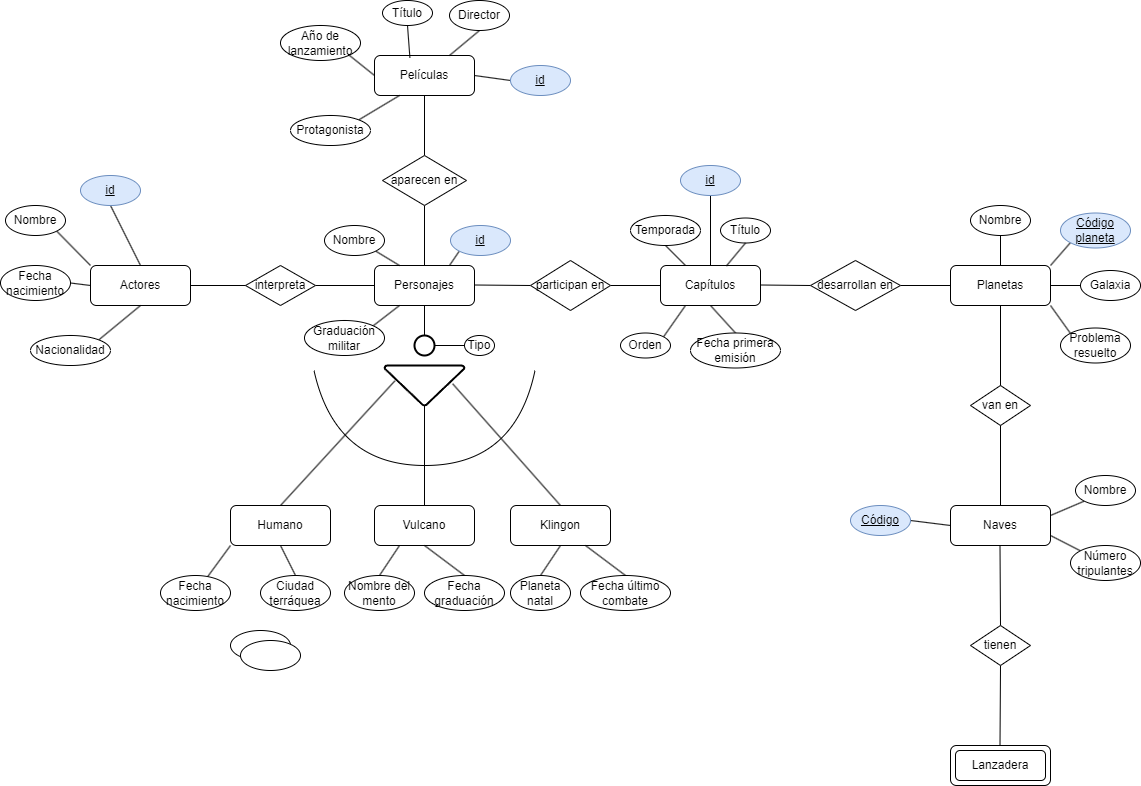 Título
Director
Año de
lanzamiento
Películas
id
Protagonista
aparecen en
id
id
Nombre
Temporada
Título
Nombre
Código
planeta
Nombre
id
Fecha
nacimiento
Actores
interpreta
Personajes
participan en
Capítulos
desarrollan en
Planetas
Galaxia
Nacionalidad
Graduación
militar
Tipo
Orden
Fecha primera
emisión
Problema
resuelto
van en
Nombre
Humano
Vulcano
Klingon
Código
Naves
Número
tripulantes
Fecha
nacimiento
Ciudad
terráquea
Nombre del
mento
Fecha
graduación
Planeta
natal
Fecha último
combate
tienen
Lanzadera